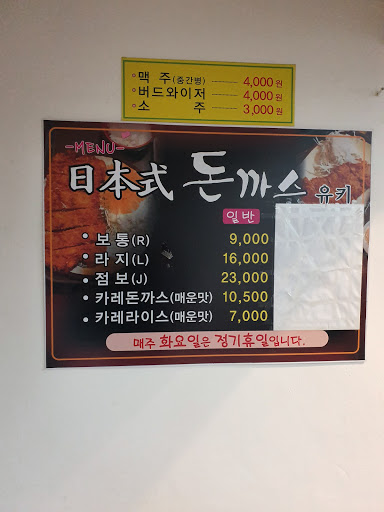 맥 주(중간병) 4,000원
버드와이저 4,000원
소 주 3,000원
-MENU-
日本式 돈까스 유키
일반
• 보통(R) 9,000
• 라지(L) 16,000
• 점보(J) 23,000
• 카레돈까스(매운맛) 10,500
• 카레라이스(매운맛) 7,000
매주 화요일은 정기휴일입니다.